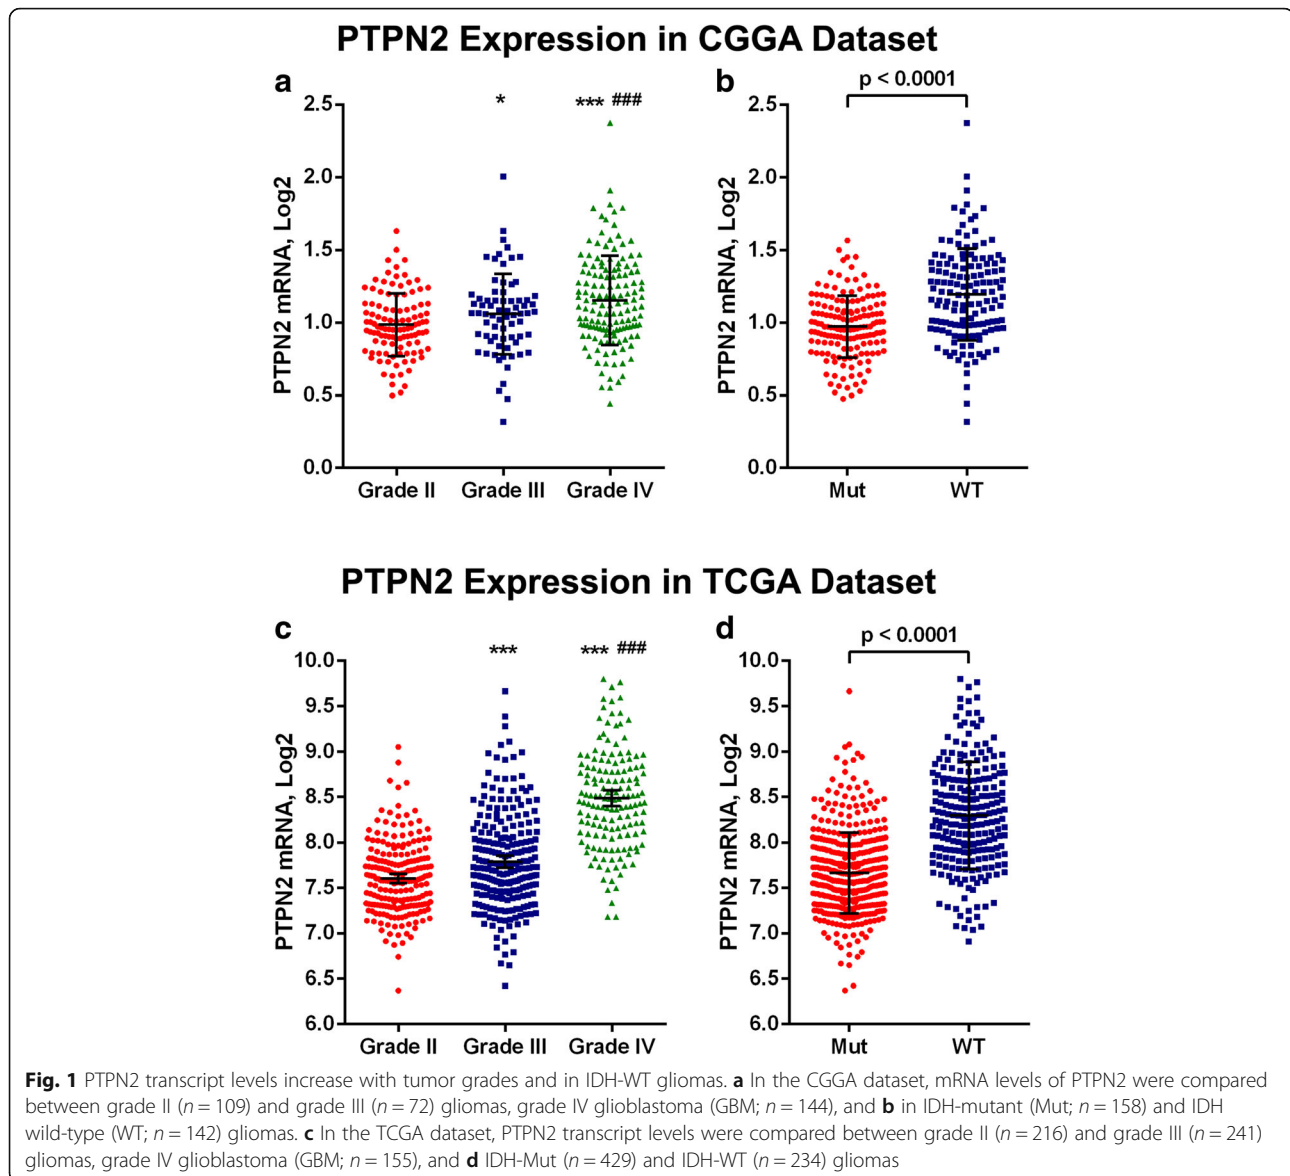 PTPN2 Expression in CGGA Dataset
a
b
* *** ###
p < 0.0001
PTPN2 mRNA, Log2
2.5
2.0
1.5
1.0
0.5
0.0
Grade II Grade III Grade IV
PTPN2 mRNA, Log2
2.5
2.0
1.5
1.0
0.5
0.0
Mut WT
PTPN2 Expression in TCGA Dataset
c
d
*** *** ###
p < 0.0001
PTPN2 mRNA, Log2
10.0
9.5
9.0
8.5
8.0
7.5
7.0
6.5
6.0
Grade II Grade III Grade IV
PTPN2 mRNA, Log2
10.0
9.5
9.0
8.5
8.0
7.5
7.0
6.5
6.0
Mut WT
Fig. 1 PTPN2 transcript levels increase with tumor grades and in IDH-WT gliomas. a In the CGGA dataset, mRNA levels of PTPN2 were compared
between grade II (n = 109) and grade III (n = 72) gliomas, grade IV glioblastoma (GBM; n = 144), and b in IDH-mutant (Mut; n = 158) and IDH
wild-type (WT; n = 142) gliomas. c In the TCGA dataset, PTPN2 transcript levels were compared between grade II (n = 216) and grade III (n = 241)
gliomas, grade IV glioblastoma (GBM; n = 155), and d IDH-Mut (n = 429) and IDH-WT (n = 234) gliomas